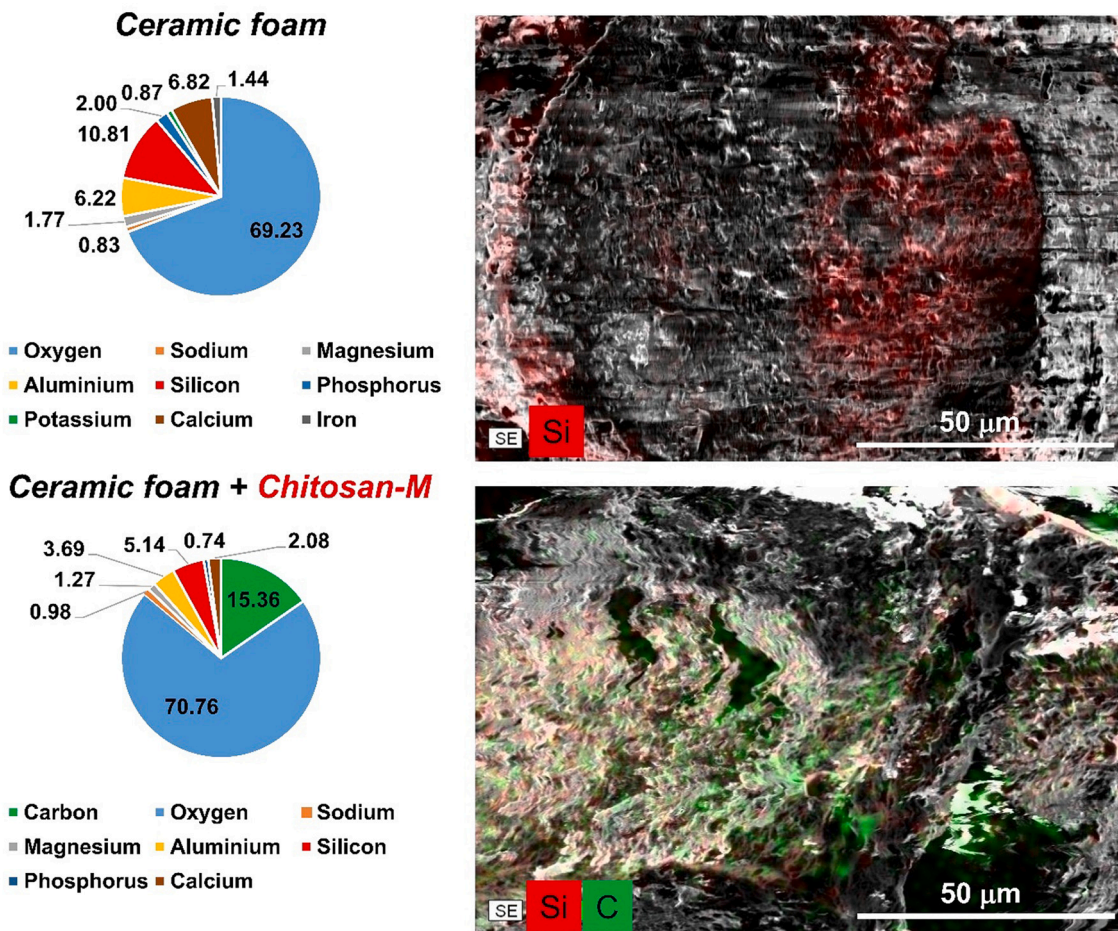 Ceramic foam
0.87 6.82 1.44
2.00
10.81
6.22
1.77
0.83
69.23
Oxygen Sodium Magnesium
Aluminium Silicon Phosphorus
Potassium Calcium Iron
SE Si 50 μm
Ceramic foam + Chitosan-M
3.69 5.14 0.74 2.08
1.27
0.98
15.36
70.76
Carbon Oxygen Sodium
Magnesium Aluminium Silicon
Phosphorus Calcium
SE Si C 50 μm